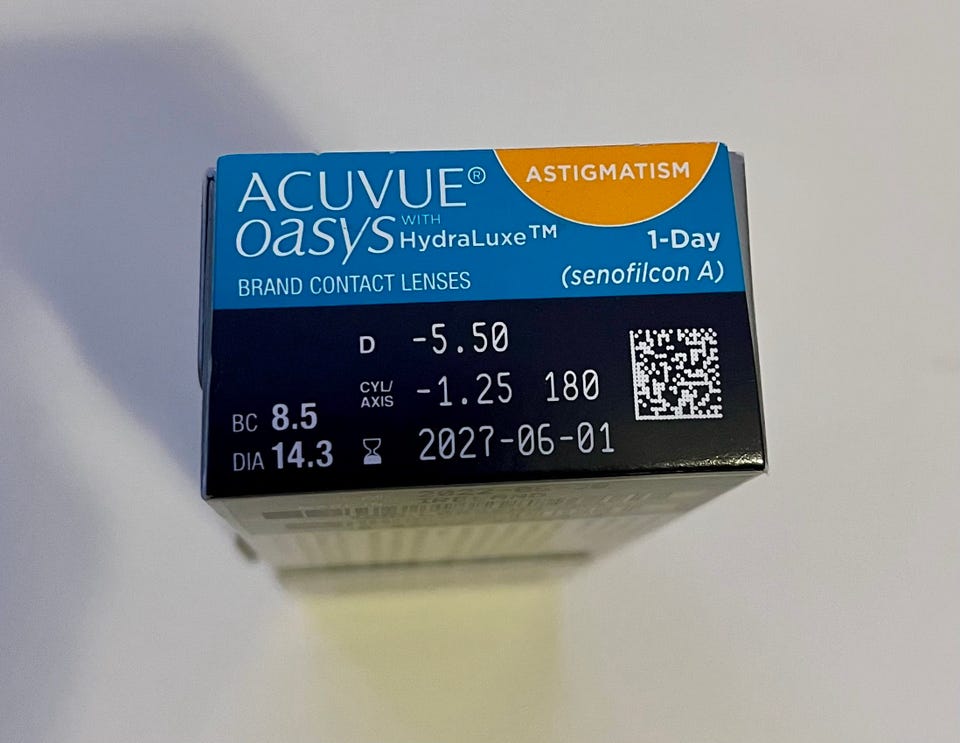 ACUVUE®
ASTIGMATISM
oasys WITH HydraLuxe™
1-Day
BRAND CONTACT LENSES
(senofilcon A)
D -5.50
CYL/AXIS -1.25 180
BC 8.5
DIA 14.3
2027-06-01
IRELAND